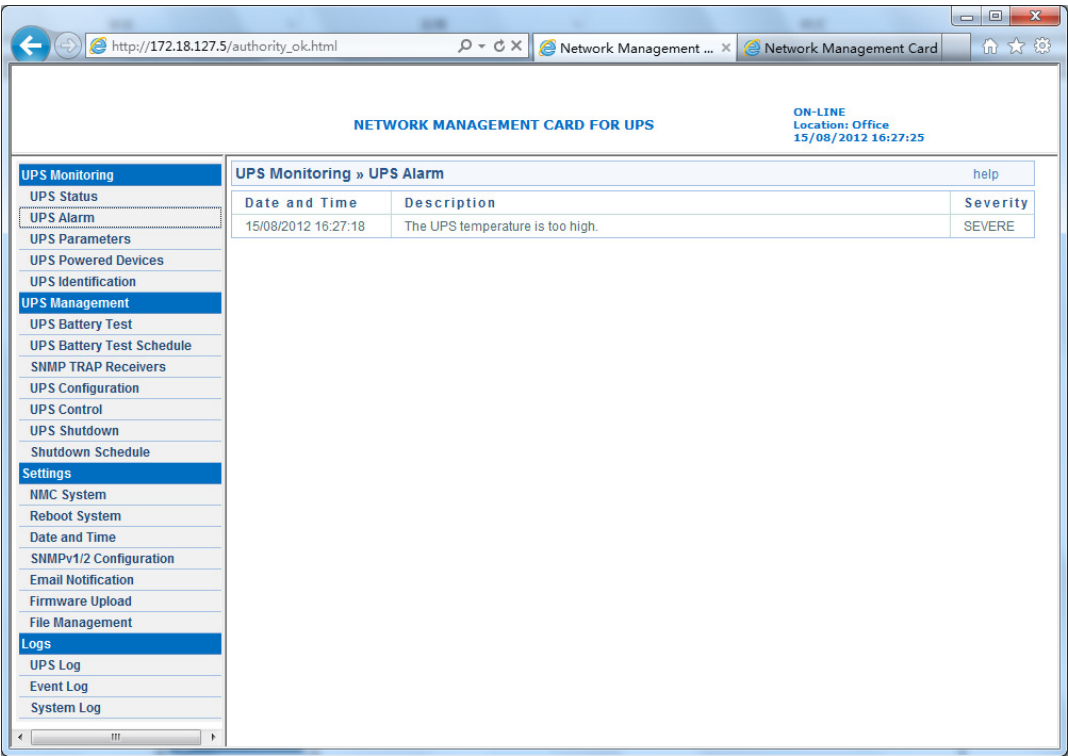 http://172.18.127.5/authority_ok.html
Network Management ...
Network Management Card
NETWORK MANAGEMENT CARD FOR UPS
ON-LINE
Location: Office
15/08/2012 16:27:25
UPS Monitoring
UPS Status
UPS Alarm
UPS Parameters
UPS Powered Devices
UPS Identification
UPS Management
UPS Battery Test
UPS Battery Test Schedule
SNMP TRAP Receivers
UPS Configuration
UPS Control
UPS Shutdown
Shutdown Schedule
Settings
NMC System
Reboot System
Date and Time
SNMPv1/2 Configuration
Email Notification
Firmware Upload
File Management
Logs
UPS Log
Event Log
System Log
UPS Monitoring » UPS Alarm help
Date and Time Description Severity
15/08/2012 16:27:18 The UPS temperature is too high. SEVERE